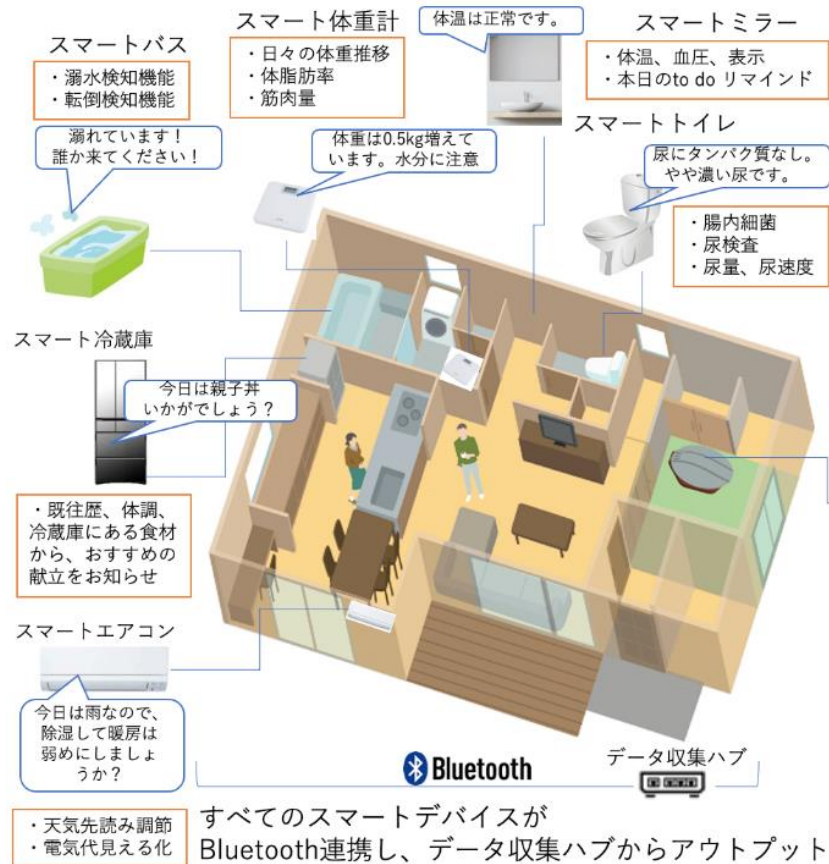 スマートバス
・溺水検知機能
・転倒検知機能
溺れています！
誰か来てください！
スマート体重計
・日々の体重推移
・体脂肪率
・筋肉量
体重は0.5kg増えて
います。水分に注意
体温は正常です。
スマートミラー
・体温、血圧、表示
・本日のto do リマインド
スマートトイレ
尿にタンパク質なし。
やや濃い尿です。
・腸内細菌
・尿検査
・尿量、尿速度
スマート冷蔵庫
今日は親子丼
いかがでしょう？
・既往歴、体調、
冷蔵庫にある食材
から、おすすめの
献立をお知らせ
スマートエアコン
今日は雨なので、
除湿して暖房は
弱めにしましょ
うか？
・天気先読み調節
・電気代見える化
Bluetooth
データ収集ハブ
すべてのスマートデバイスが
Bluetooth連携し、データ収集ハブからアウトプット